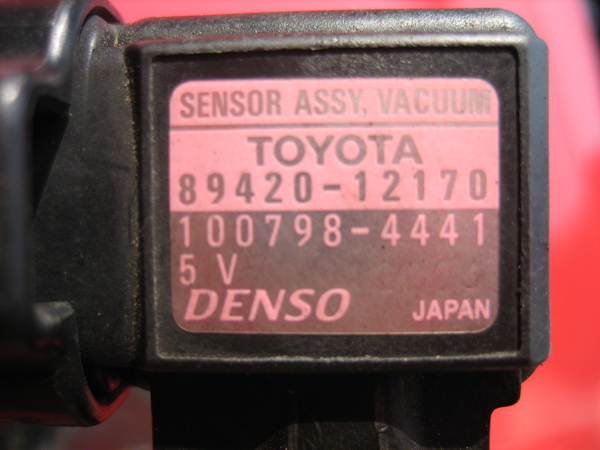 SENSOR ASSY, VACUUM
TOYOTA
89420-12170
100798-4441
5 V
DENSO JAPAN